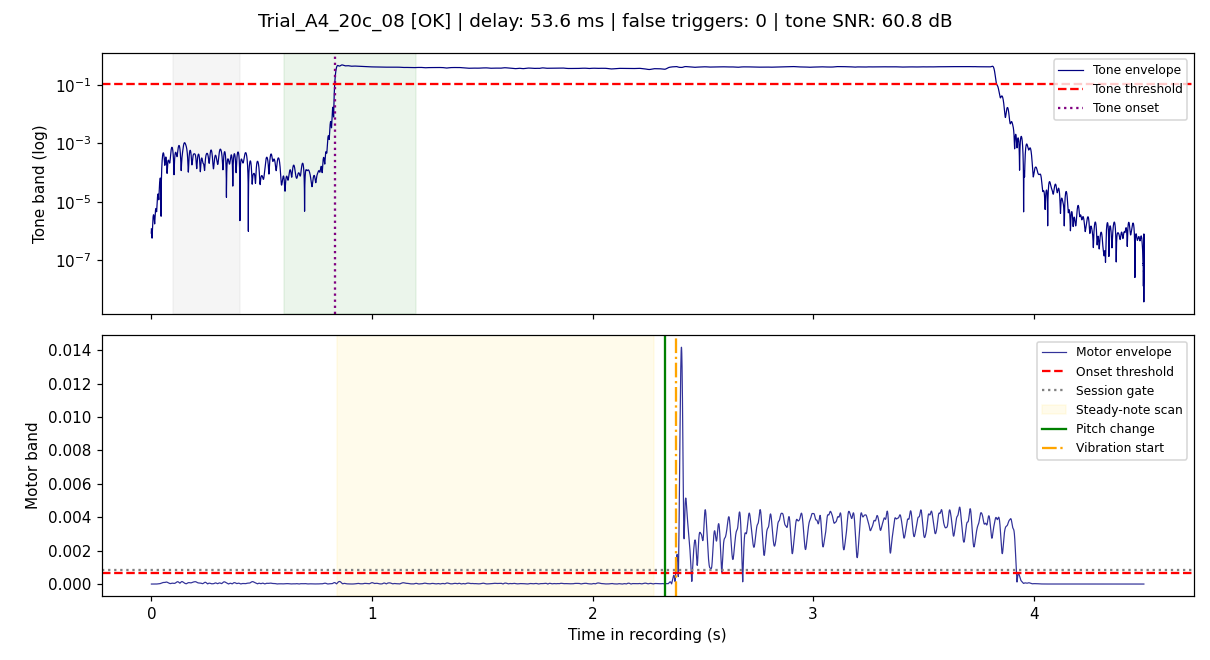 Trial_A4_20c_08 [OK] | delay: 53.6 ms | false triggers: 0 | tone SNR: 60.8 dB
Tone band (log)
10⁻¹
10⁻³
10⁻⁵
10⁻⁷
Tone envelope
Tone threshold
Tone onset
Motor band
0.014
0.012
0.010
0.008
0.006
0.004
0.002
0.000
Motor envelope
Onset threshold
Session gate
Steady-note scan
Pitch change
Vibration start
0 1 2 3 4
Time in recording (s)